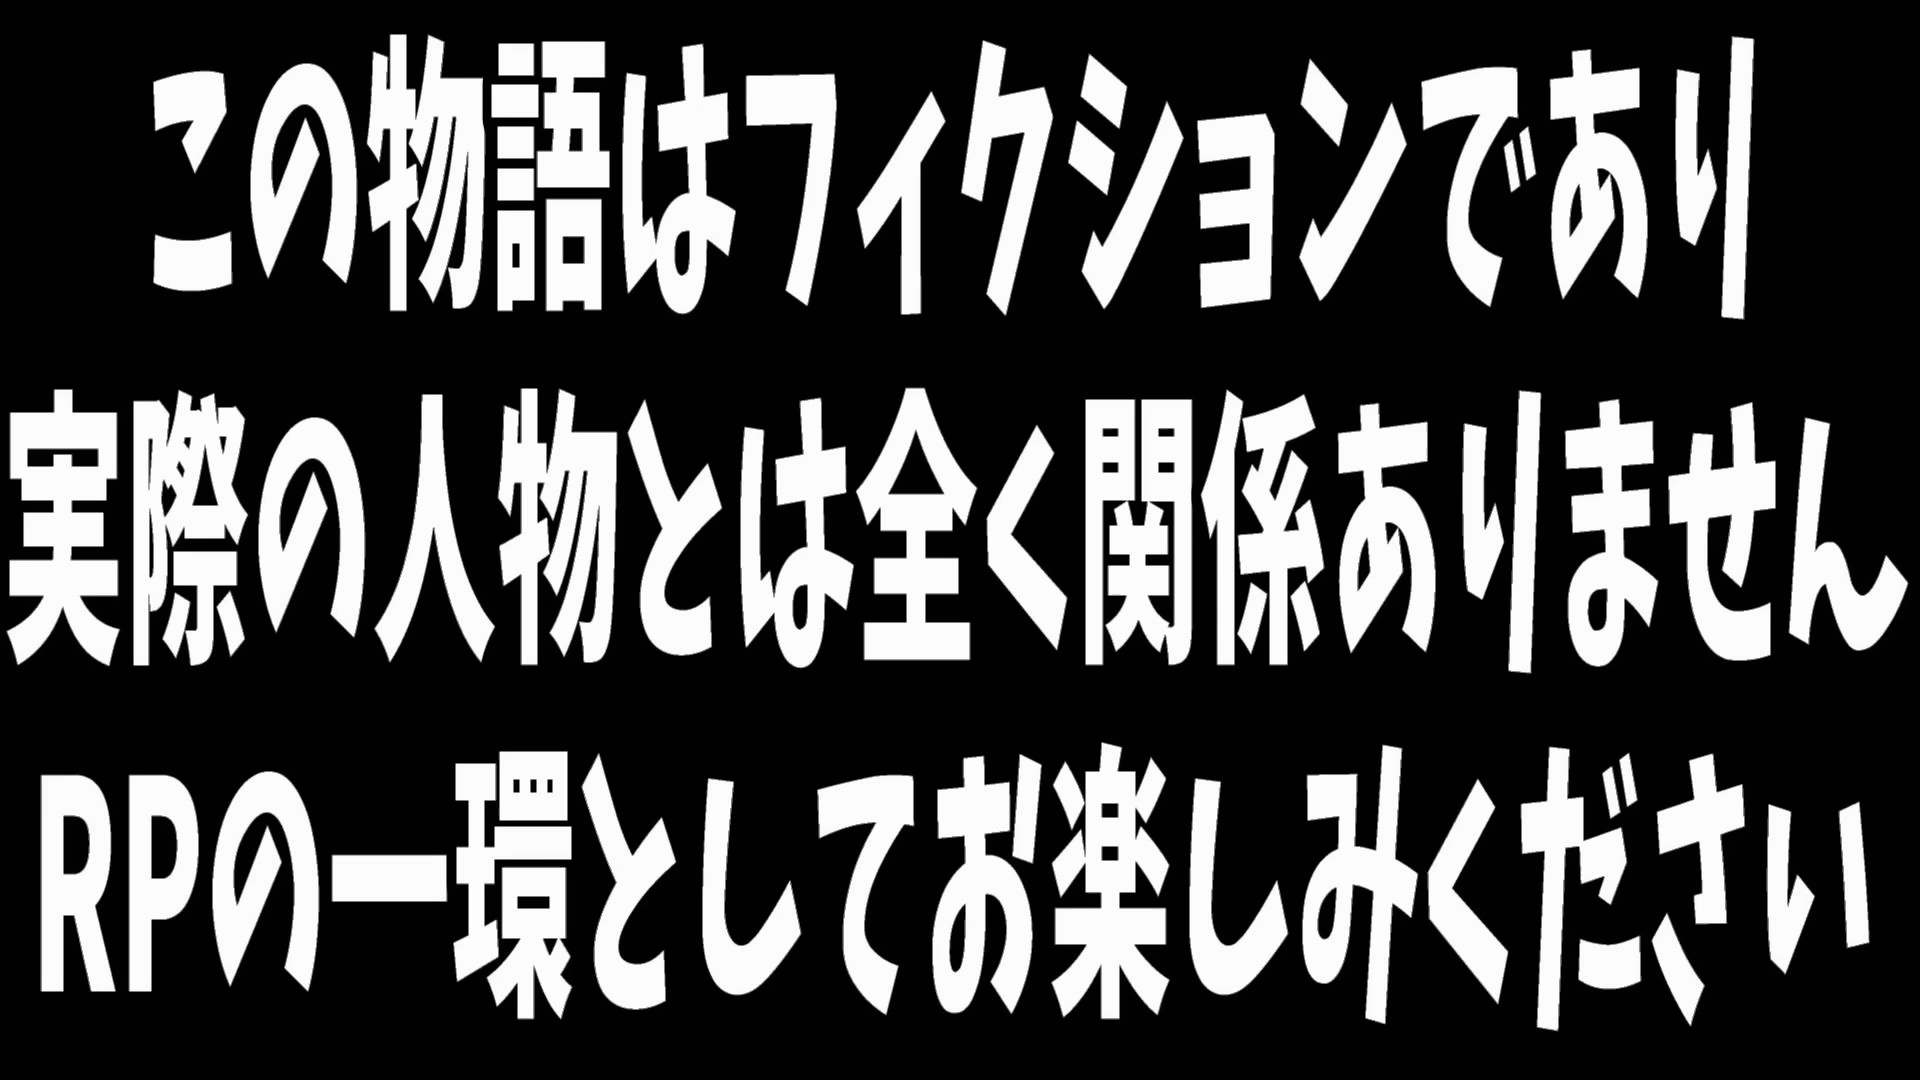 この物語はフィクションであり
実際の人物とは全く関係ありません
RPの一環としてお楽しみください